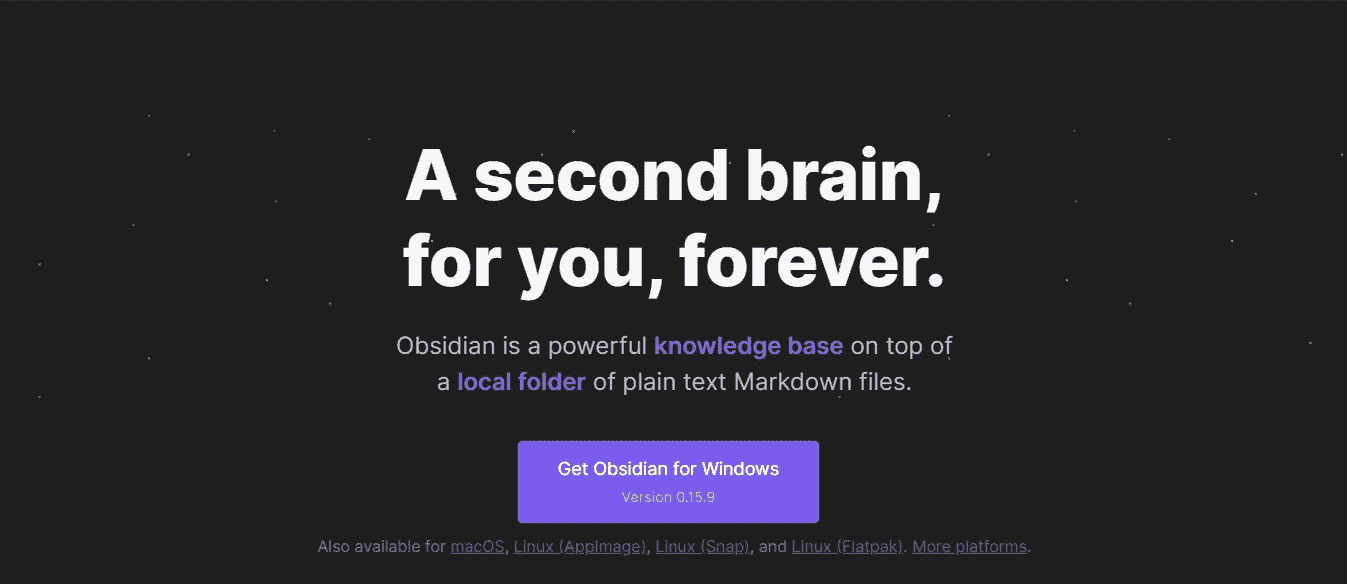 A second brain,
for you, forever.
Obsidian is a powerful knowledge base on top of
a local folder of plain text Markdown files.
Get Obsidian for Windows
Version 0.15.9
Also available for macOS, Linux (AppImage), Linux (Snap), and Linux (Flatpak). More platforms.